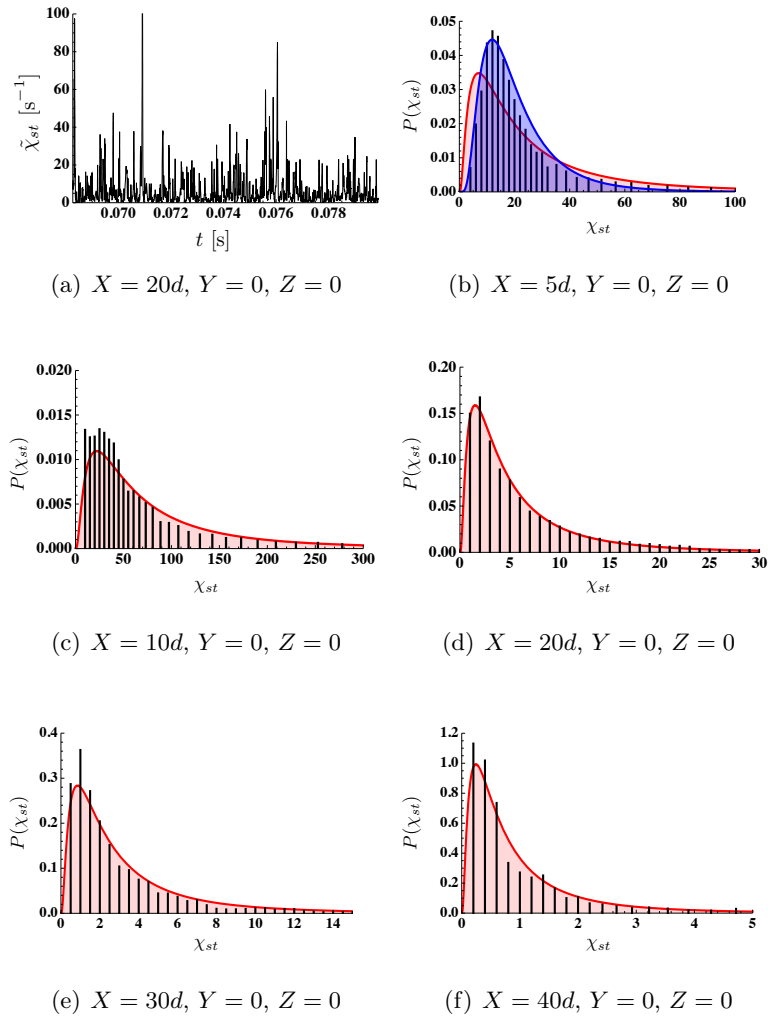 100
80
60
40
20
0
χ̃st [s−1]
0.070 0.072 0.074 0.076 0.078
t [s]
(a) X = 20d, Y = 0, Z = 0
0.05
0.04
0.03
0.02
0.01
0.00
P(χst)
0 20 40 60 80 100
χst
(b) X = 5d, Y = 0, Z = 0
0.020
0.015
0.010
0.005
0.000
P(χst)
0 50 100 150 200 250 300
χst
(c) X = 10d, Y = 0, Z = 0
0.20
0.15
0.10
0.05
0.00
P(χst)
0 5 10 15 20 25 30
χst
(d) X = 20d, Y = 0, Z = 0
0.4
0.3
0.2
0.1
0.0
P(χst)
0 2 4 6 8 10 12 14
χst
(e) X = 30d, Y = 0, Z = 0
1.2
1.0
0.8
0.6
0.4
0.2
0.0
P(χst)
0 1 2 3 4 5
χst
(f) X = 40d, Y = 0, Z = 0